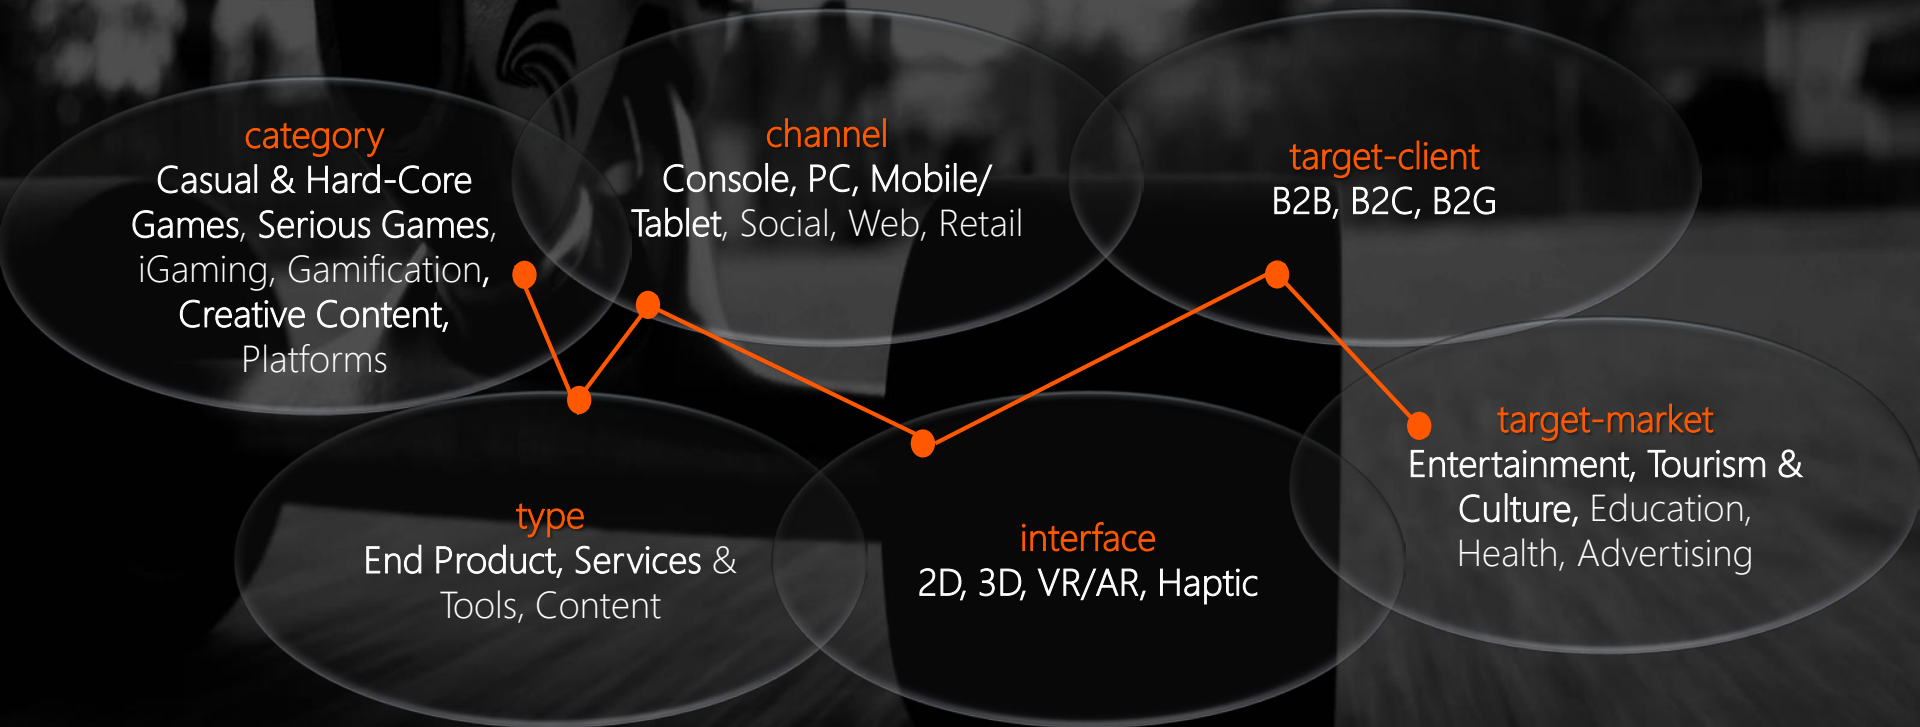 category
Casual & Hard-Core
Games, Serious Games,
iGaming, Gamification,
Creative Content,
Platforms
type
End Product, Services &
Tools, Content
channel
Console, PC, Mobile/
Tablet, Social, Web, Retail
interface
2D, 3D, VR/AR, Haptic
target-client
B2B, B2C, B2G
target-market
Entertainment, Tourism &
Culture, Education,
Health, Advertising